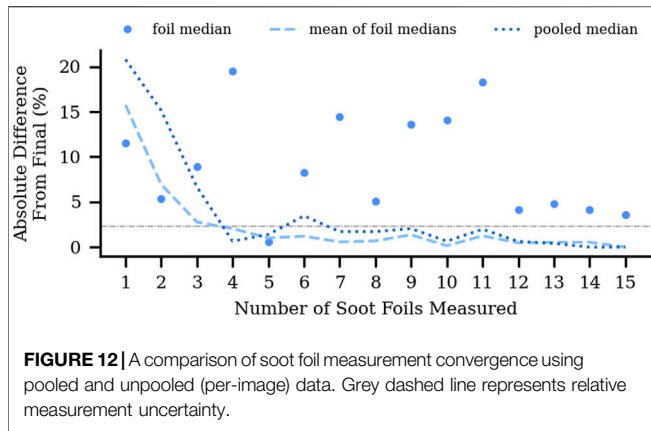 foil median
mean of foil medians
pooled median
Absolute Difference
From Final (%)
20
15
10
5
0
1 2 3 4 5 6 7 8 9 10 11 12 13 14 15
Number of Soot Foils Measured
FIGURE 12 | A comparison of soot foil measurement convergence using
pooled and unpooled (per-image) data. Grey dashed line represents relative
measurement uncertainty.